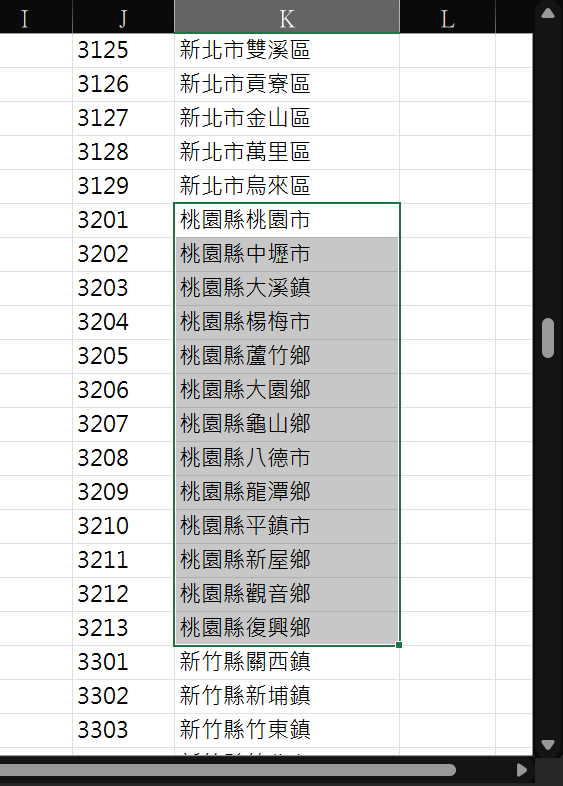 I J K L
3125 新北市雙溪區
3126 新北市貢寮區
3127 新北市金山區
3128 新北市萬里區
3129 新北市烏來區
3201 桃園縣桃園市
3202 桃園縣中壢市
3203 桃園縣大溪鎮
3204 桃園縣楊梅市
3205 桃園縣蘆竹鄉
3206 桃園縣大園鄉
3207 桃園縣龜山鄉
3208 桃園縣八德市
3209 桃園縣龍潭鄉
3210 桃園縣平鎮市
3211 桃園縣新屋鄉
3212 桃園縣觀音鄉
3213 桃園縣復興鄉
3301 新竹縣關西鎮
3302 新竹縣新埔鎮
3303 新竹縣竹東鎮